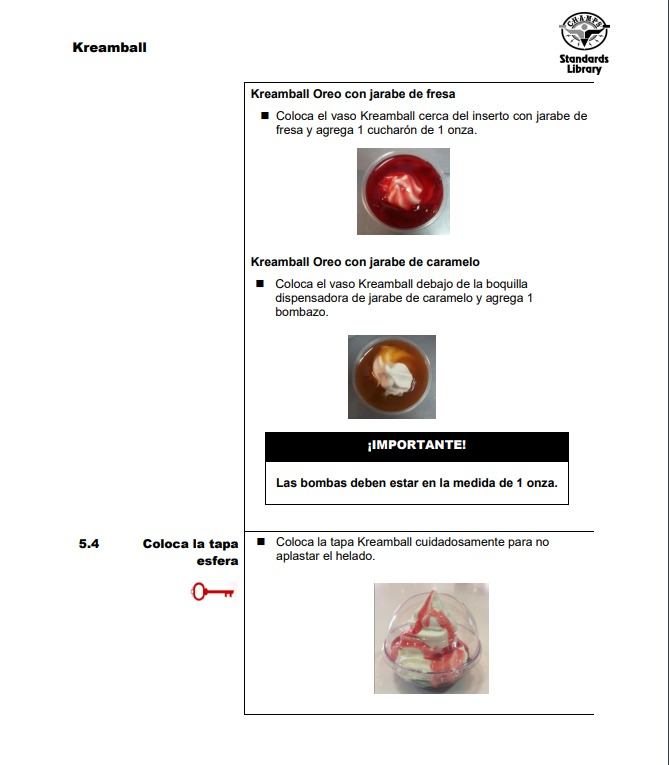 Kreamball
CHAMPS
Standards
Library
Kreamball Oreo con jarabe de fresa
■ Coloca el vaso Kreamball cerca del inserto con jarabe de
fresa y agrega 1 cucharón de 1 onza.
Kreamball Oreo con jarabe de caramelo
■ Coloca el vaso Kreamball debajo de la boquilla
dispensadora de jarabe de caramelo y agrega 1
bombazo.
¡IMPORTANTE!
Las bombas deben estar en la medida de 1 onza.
5.4 Coloca la tapa
esfera
■ Coloca la tapa Kreamball cuidadosamente para no
aplastar el helado.